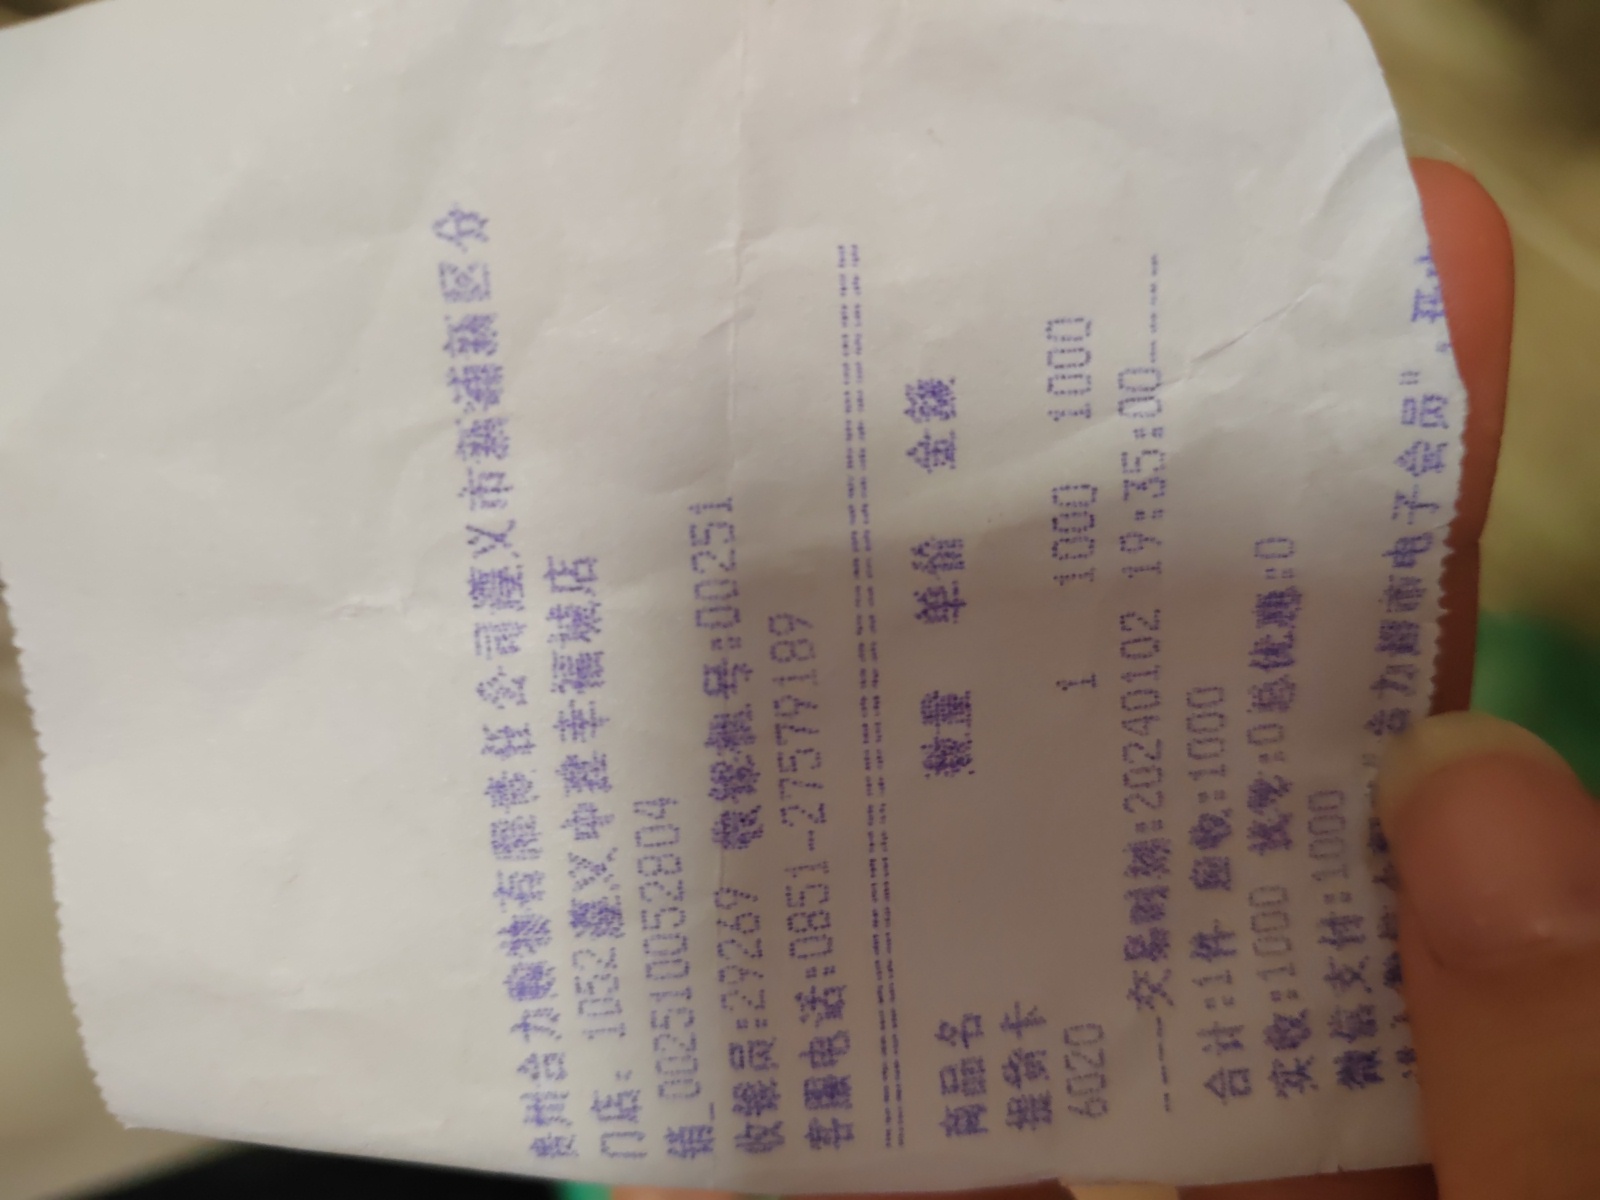 贵州合力购物有限责任公司遵义市新浦新区分
门店: 1032遵义中建幸福城店
销_002510052804
收银员:29269 收银机号:00251
客服电话:0851-27579189
==========================================
商品名 数量 单价 金额
提货卡
6020 1 1000 1000
----交易时间:20240102 19:35:00-----
合计:1件 应收:1000
实收:1000 找零:0总优惠:0
微信支付:1000
"合力超市电子会员",